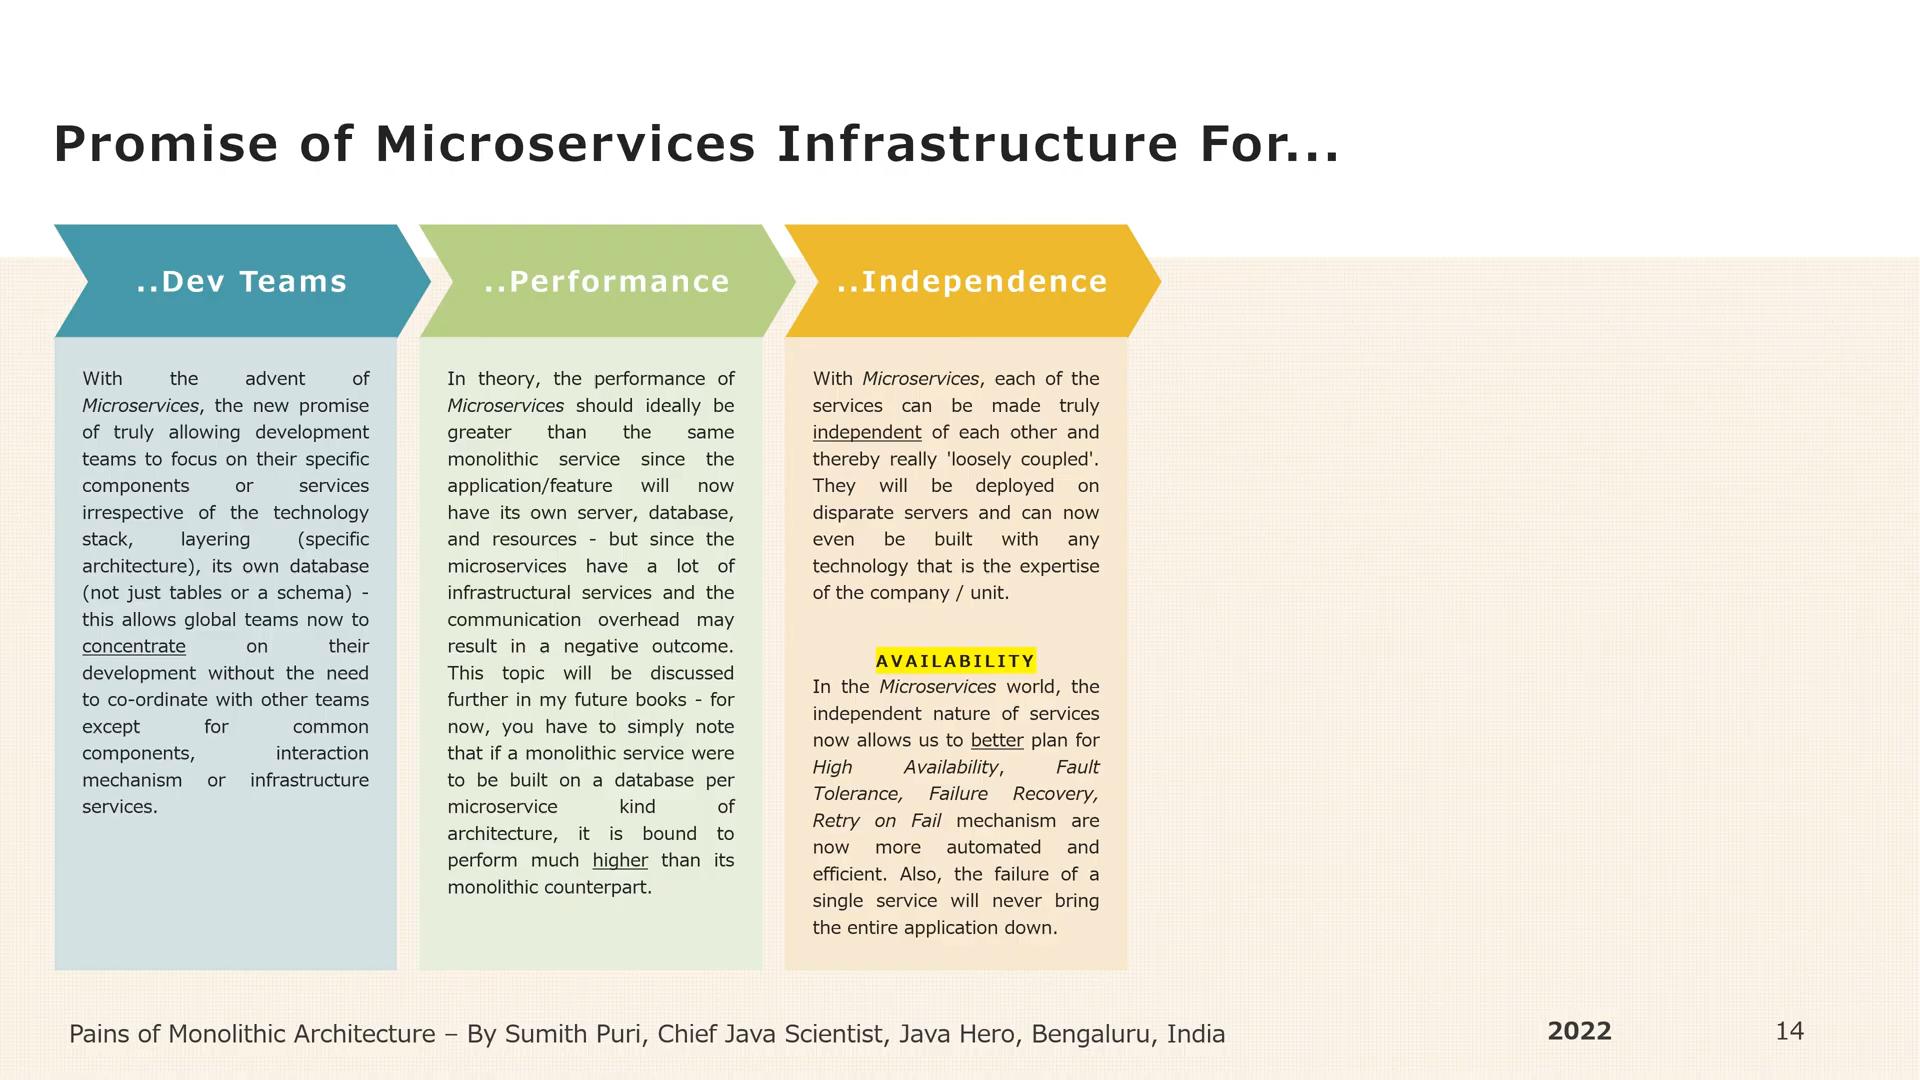 Promise of Microservices Infrastructure For...
..Dev Teams
With the advent of
Microservices, the new promise
of truly allowing development
teams to focus on their specific
components or services
irrespective of the technology
stack, layering (specific
architecture), its own database
(not just tables or a schema) -
this allows global teams now to
concentrate on their
development without the need
to co-ordinate with other teams
except for common
components, interaction
mechanism or infrastructure
services.
..Performance
In theory, the performance of
Microservices should ideally be
greater than the same
monolithic service since the
application/feature will now
have its own server, database,
and resources - but since the
microservices have a lot of
infrastructural services and the
communication overhead may
result in a negative outcome.
This topic will be discussed
further in my future books - for
now, you have to simply note
that if a monolithic service were
to be built on a database per
microservice kind of
architecture, it is bound to
perform much higher than its
monolithic counterpart.
..Independence
With Microservices, each of the
services can be made truly
independent of each other and
thereby really 'loosely coupled'.
They will be deployed on
disparate servers and can now
even be built with any
technology that is the expertise
of the company / unit.
AVAILABILITY
In the Microservices world, the
independent nature of services
now allows us to better plan for
High Availability, Fault
Tolerance, Failure Recovery,
Retry on Fail mechanism are
now more automated and
efficient. Also, the failure of a
single service will never bring
the entire application down.
Pains of Monolithic Architecture – By Sumith Puri, Chief Java Scientist, Java Hero, Bengaluru, India
2022
14